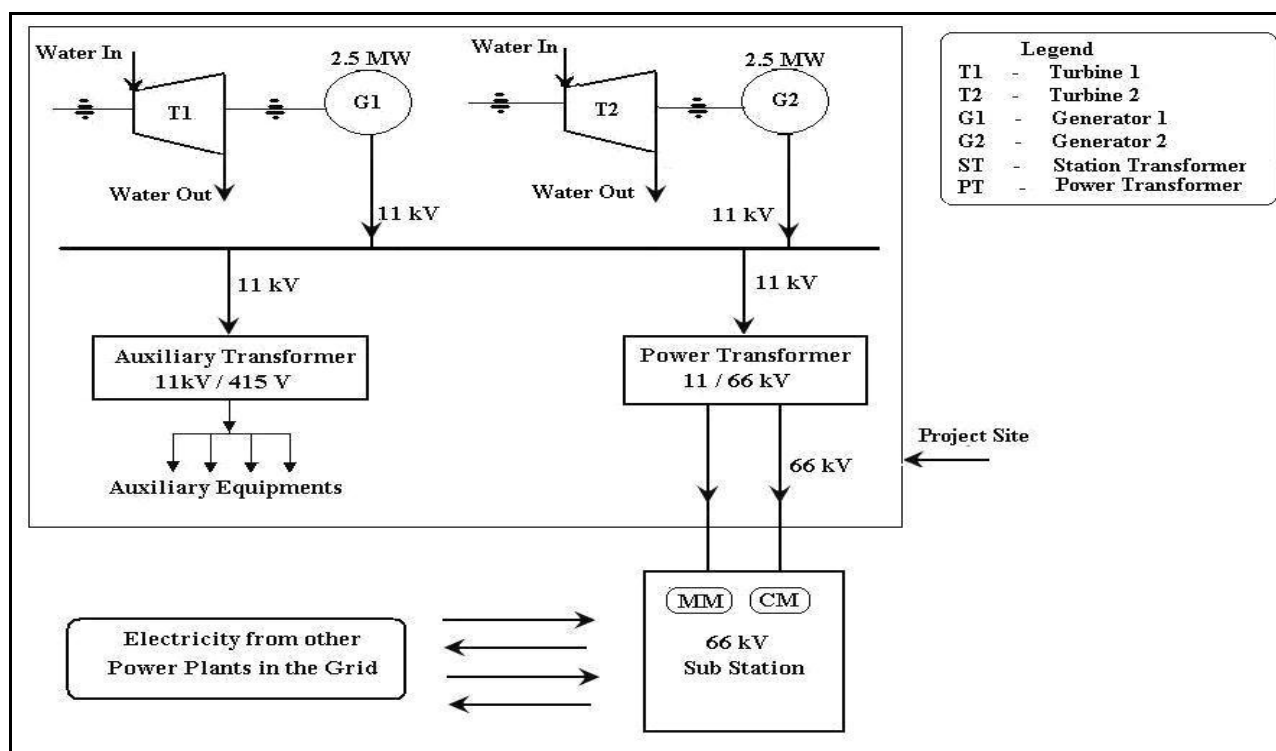 Water In
2.5 MW
T1
G1
Water Out
11 kV
Water In
2.5 MW
T2
G2
Water Out
11 kV
Legend
T1 - Turbine 1
T2 - Turbine 2
G1 - Generator 1
G2 - Generator 2
ST - Station Transformer
PT - Power Transformer
11 kV
11 kV
Auxiliary Transformer
11kV / 415 V
Power Transformer
11 / 66 kV
Auxiliary Equipments
66 kV
Project Site
MM CM
66 kV
Sub Station
Electricity from other
Power Plants in the Grid